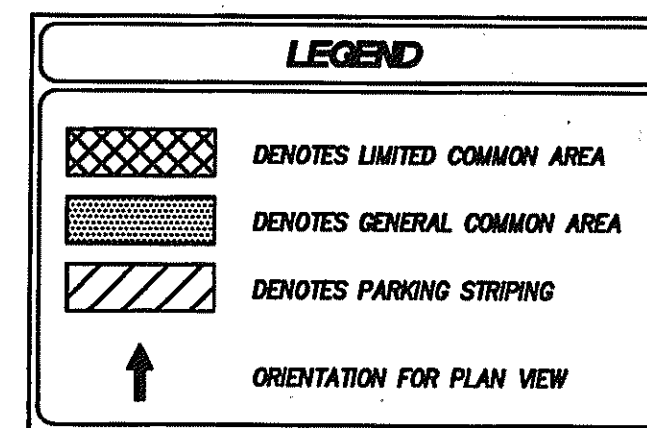 LEGEND
DENOTES LIMITED COMMON AREA
DENOTES GENERAL COMMON AREA
DENOTES PARKING STRIPING
ORIENTATION FOR PLAN VIEW